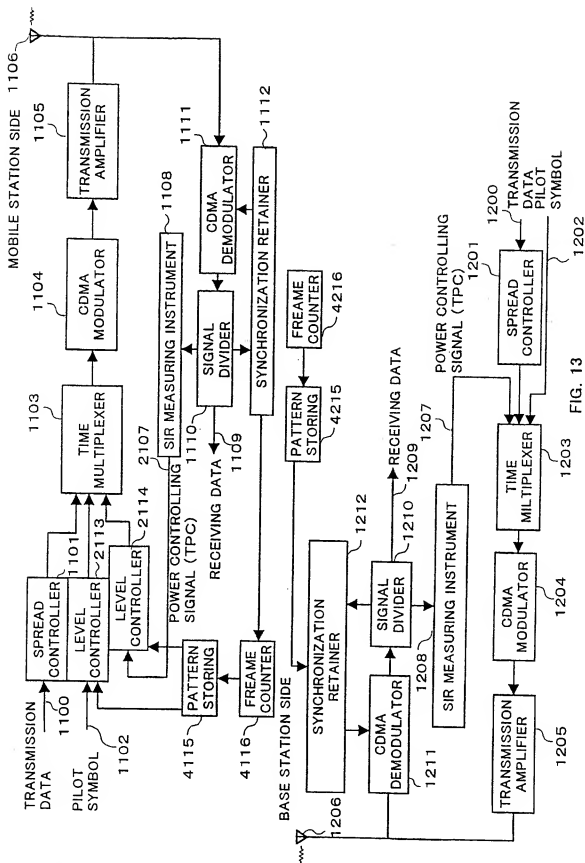 MOBILE STATION SIDE
1106
1105
TRANSMISSION
AMPLIFIER
1104
CDMA
MODULATOR
1103
TIME
MULTIPLEXER
SPREAD
CONTROLLER
1101
LEVEL
CONTROLLER
2113
LEVEL
CONTROLLER
2114
TRANSMISSION
DATA
1100
PILOT
SYMBOL
1102
POWER CONTROLLING
SIGNAL (TPC)
2107
SIR MEASURING INSTRUMENT
1108
1111
CDMA
DEMODULATOR
SIGNAL
DIVIDER
1110
1109
RECEIVING DATA
SYNCHRONIZATION RETAINER
1112
PATTERN
STORING
4115
FREAME
COUNTER
4116
FREAME
COUNTER
4216
PATTERN
STORING
4215
BASE STATION SIDE
1206
SYNCHRONIZATION
RETAINER
1212
RECEIVING DATA
1209
SIGNAL
DIVIDER
1210
CDMA
DEMODULATOR
1211
1208
SIR MEASURING INSTRUMENT
1207
POWER CONTROLLING
SIGNAL (TPC)
TRANSMISSION
DATA
1200
PILOT
SYMBOL
1202
1201
SPREAD
CONTROLLER
1203
TIME
MILTIPLEXER
1204
CDMA
MODULATOR
1205
TRANSMISSION
AMPLIFIER
FIG. 13